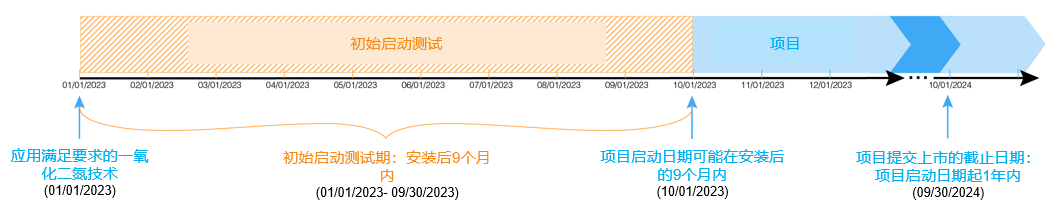 初始启动测试
项目
01/01/2023
02/01/2023
03/01/2023
04/01/2023
05/01/2023
06/01/2023
07/01/2023
08/01/2023
09/01/2023
10/01/2023
11/01/2023
12/01/2023
10/01/2024
应用满足要求的一氧
化二氮技术
(01/01/2023)
初始启动测试期：安装后9个月
内
(01/01/2023- 09/30/2023)
项目启动日期可能在安装后
的9个月内
(10/01/2023)
项目提交上市的截止日期：
项目启动日期起1年内
(09/30/2024)